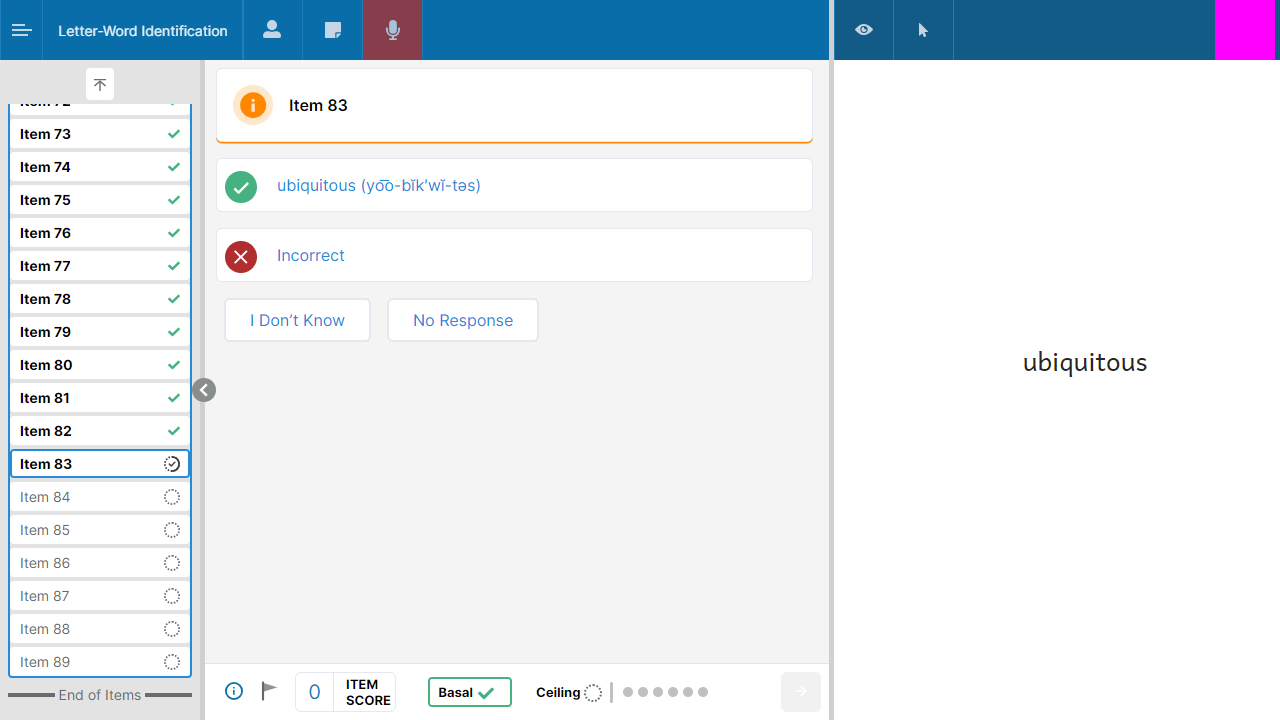 Letter-Word Identification
Item 73
Item 74
Item 75
Item 76
Item 77
Item 78
Item 79
Item 80
Item 81
Item 82
Item 83
Item 84
Item 85
Item 86
Item 87
Item 88
Item 89
End of Items
Item 83
ubiquitous (yo͞o-bĭk′wĭ-təs)
Incorrect
I Don’t Know
No Response
0
ITEM
SCORE
Basal
Ceiling
ubiquitous